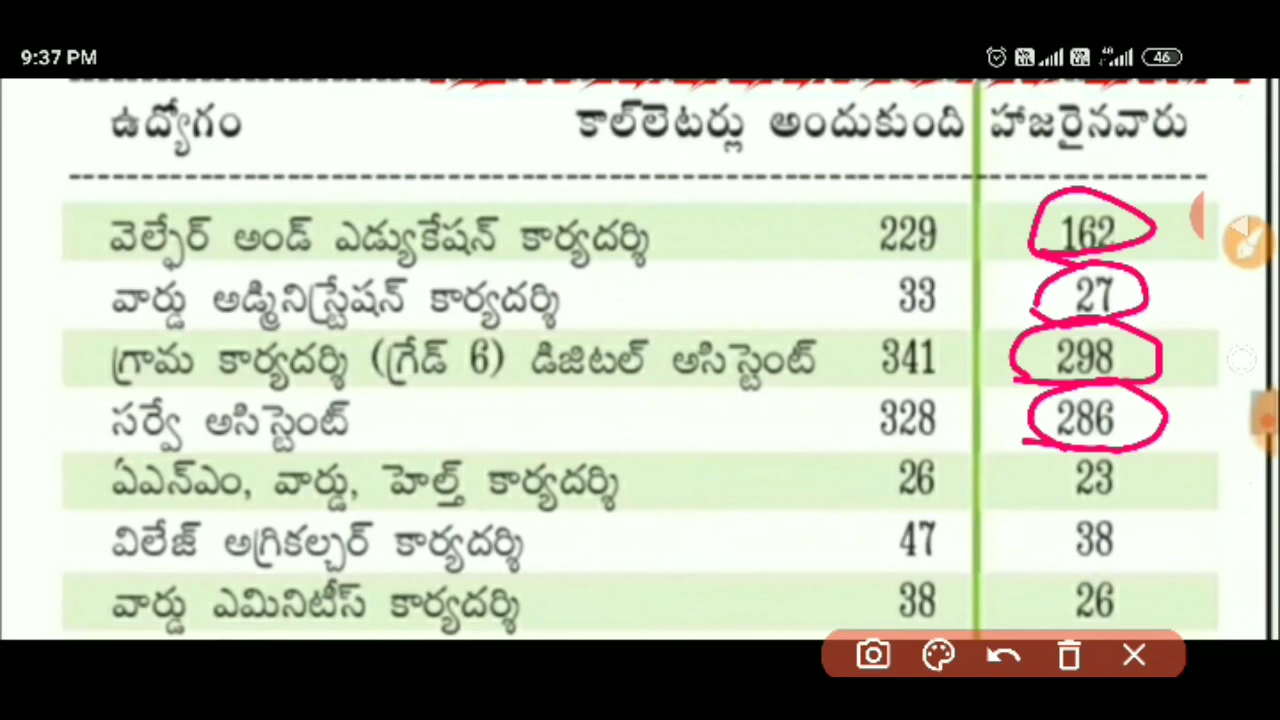 9:37 PM 46
ఉద్యోగం కాల్‌లెటర్లు అందుకుంది హాజరైనవారు
వెల్ఫేర్ అండ్ ఎడ్యుకేషన్ కార్యదర్శి 229 162
వార్డు అడ్మినిస్ట్రేషన్ కార్యదర్శి 33 27
గ్రామ కార్యదర్శి (గ్రేడ్ 6) డిజిటల్ అసిస్టెంట్ 341 298
సర్వే అసిస్టెంట్ 328 286
ఏఎన్ఎం, వార్డు, హెల్త్ కార్యదర్శి 26 23
విలేజ్ అగ్రికల్చర్ కార్యదర్శి 47 38
వార్డు ఎమినిటీస్ కార్యదర్శి 38 26